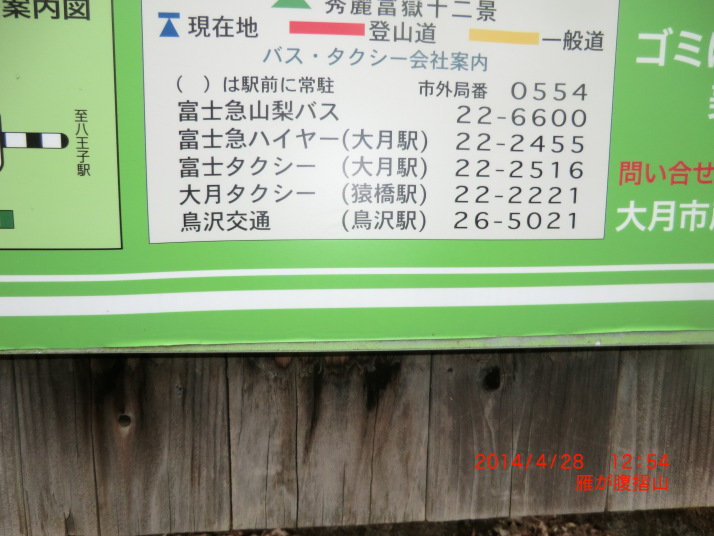 案内図
至八王子駅
秀麗富嶽十二景
現在地 登山道 一般道
バス・タクシー会社案内
( )は駅前に常駐 市外局番 0554
富士急山梨バス 22-6600
富士急ハイヤー(大月駅) 22-2455
富士タクシー (大月駅) 22-2516
大月タクシー (猿橋駅) 22-2221
鳥沢交通 (鳥沢駅) 26-5021
ゴミ
問い合せ
大月市
2014/4/28 12:54
雁が腹摺山